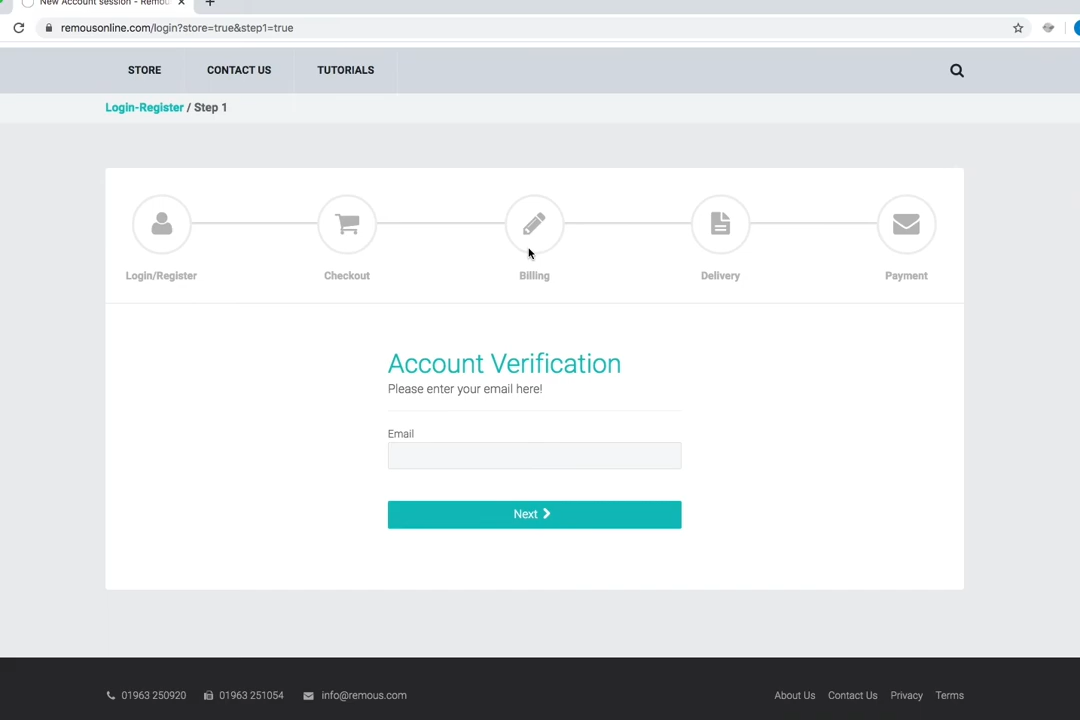 New Account session - Remou
remousonline.com/login?store=true&step1=true
STORE CONTACT US TUTORIALS
Login-Register / Step 1
Login/Register Checkout Billing Delivery Payment
Account Verification
Please enter your email here!
Email
Next
01963 250920 01963 251054 info@remous.com About Us Contact Us Privacy Terms